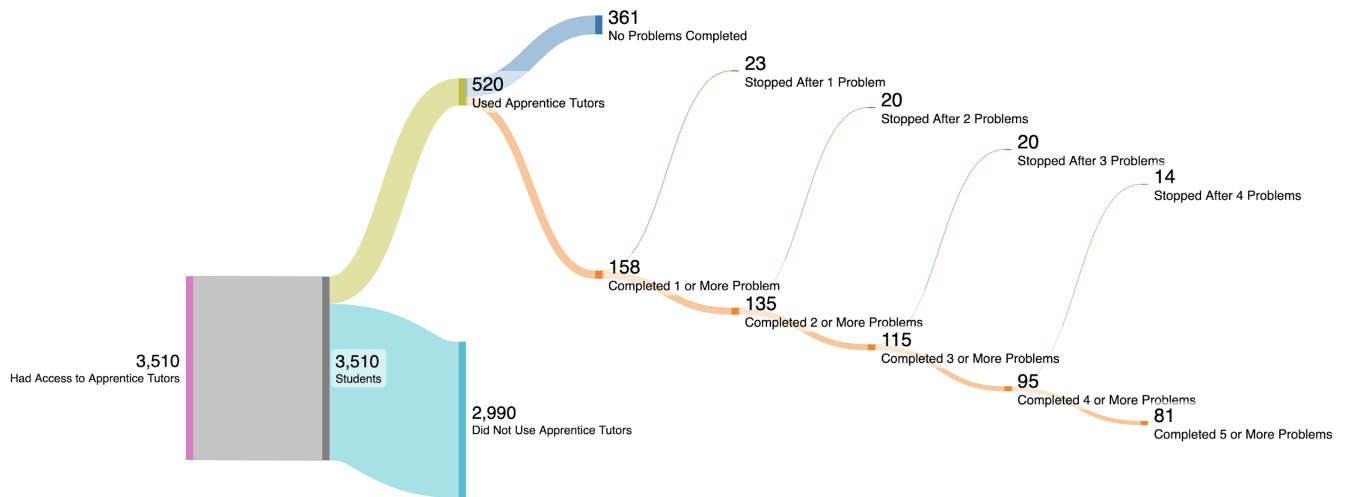 361
No Problems Completed
23
Stopped After 1 Problem
520
Used Apprentice Tutors
20
Stopped After 2 Problems
20
Stopped After 3 Problems
14
Stopped After 4 Problems
158
Completed 1 or More Problem
135
Completed 2 or More Problems
115
Completed 3 or More Problems
3,510
Had Access to Apprentice Tutors
3,510
Students
95
Completed 4 or More Problems
2,990
Did Not Use Apprentice Tutors
81
Completed 5 or More Problems